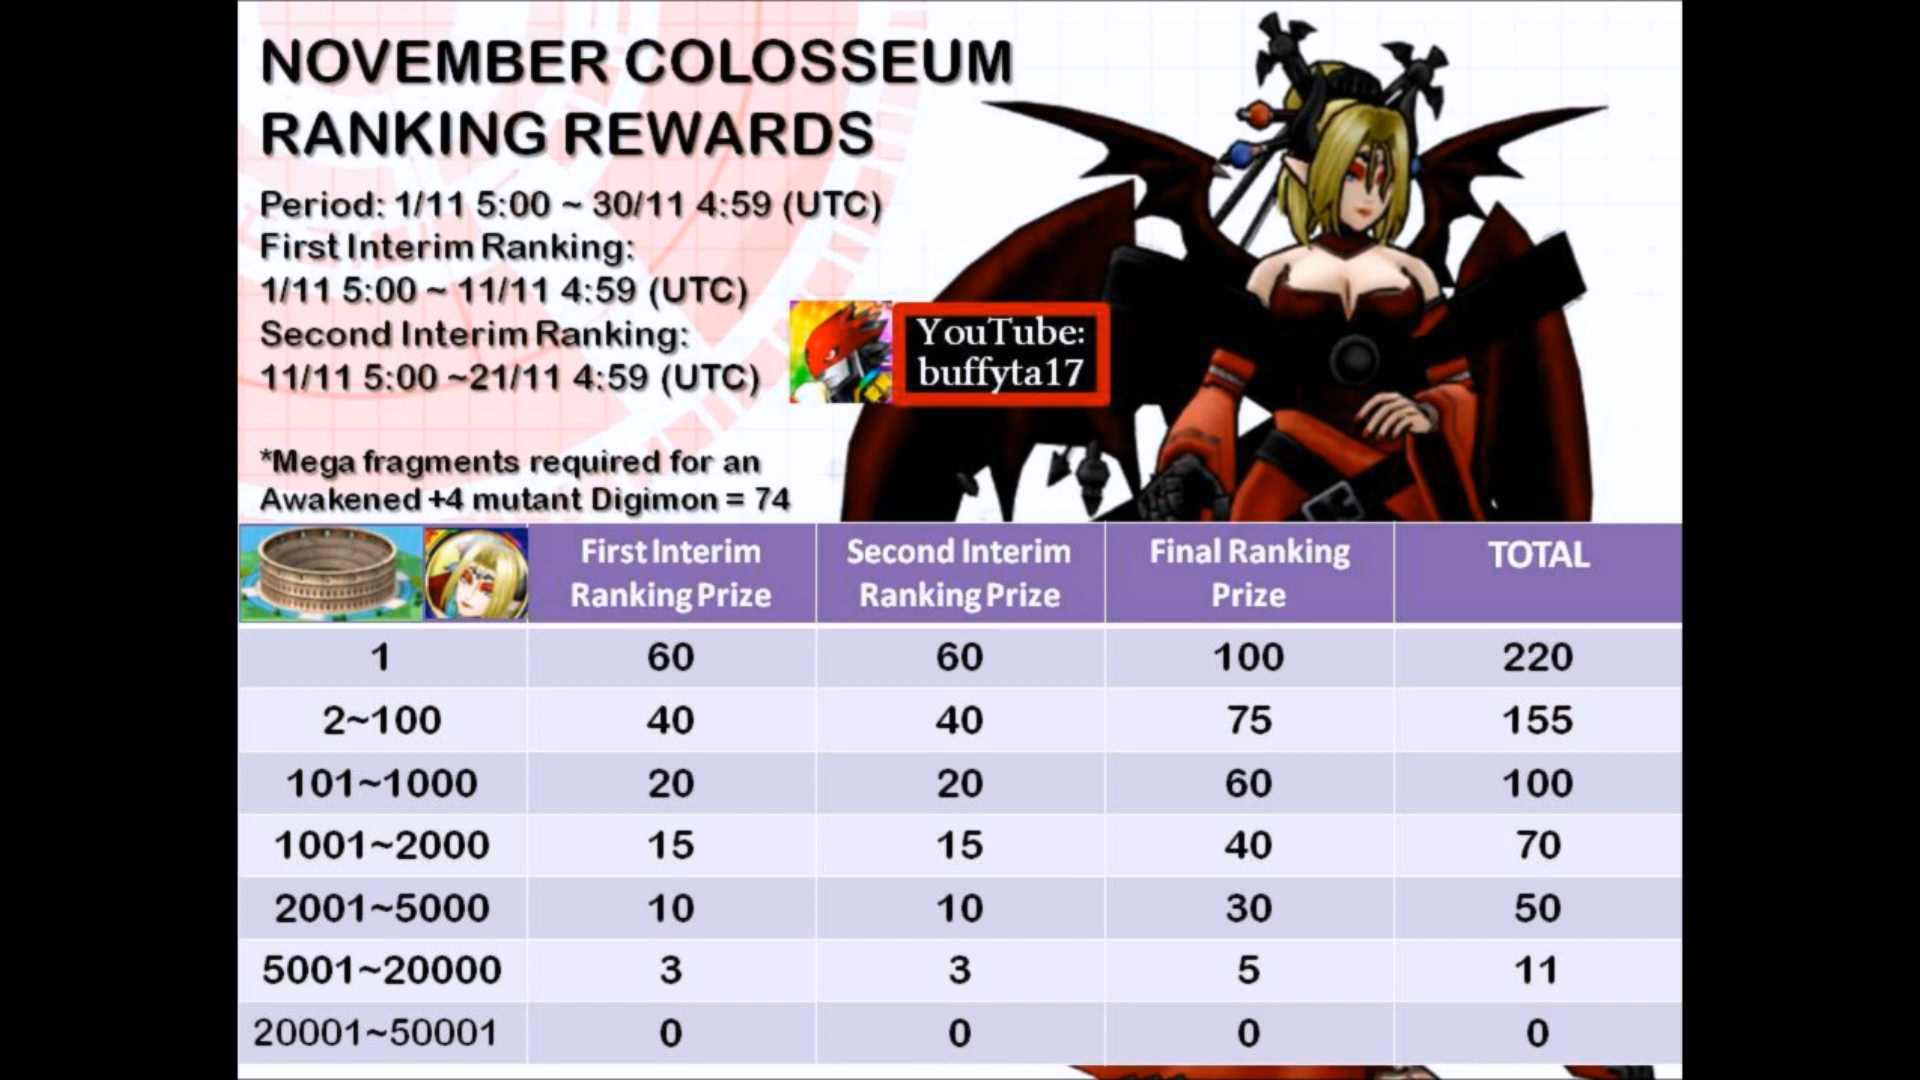 NOVEMBER COLOSSEUM
RANKING REWARDS
Period: 1/11 5:00 ~ 30/11 4:59 (UTC)
First Interim Ranking:
1/11 5:00 ~ 11/11 4:59 (UTC)
Second Interim Ranking:
11/11 5:00 ~21/11 4:59 (UTC)
YouTube:
buffyta17
*Mega fragments required for an
Awakened +4 mutant Digimon = 74
First Interim Ranking Prize Second Interim Ranking Prize Final Ranking Prize TOTAL
1 60 60 100 220
2~100 40 40 75 155
101~1000 20 20 60 100
1001~2000 15 15 40 70
2001~5000 10 10 30 50
5001~20000 3 3 5 11
20001~50001 0 0 0 0